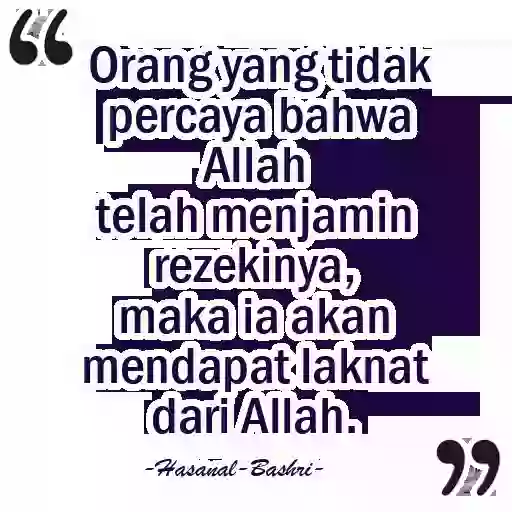 “
Orang yang tidak
percaya bahwa
Allah
telah menjamin
rezekinya,
maka ia akan
mendapat laknat
dari Allah.
-Hasanal-Bashri-
”